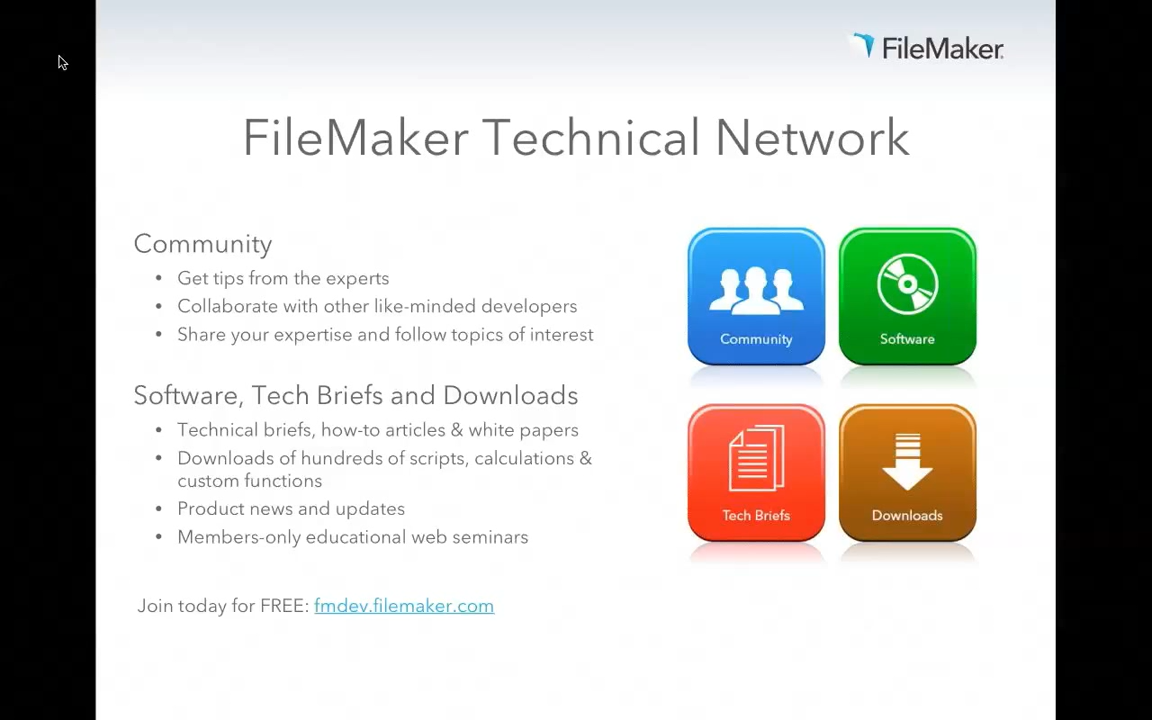 FileMaker
FileMaker Technical Network
Community
• Get tips from the experts
• Collaborate with other like-minded developers
• Share your expertise and follow topics of interest
Software, Tech Briefs and Downloads
• Technical briefs, how-to articles & white papers
• Downloads of hundreds of scripts, calculations &
custom functions
• Product news and updates
• Members-only educational web seminars
Join today for FREE: fmdev.filemaker.com
Community
Software
Tech Briefs
Downloads